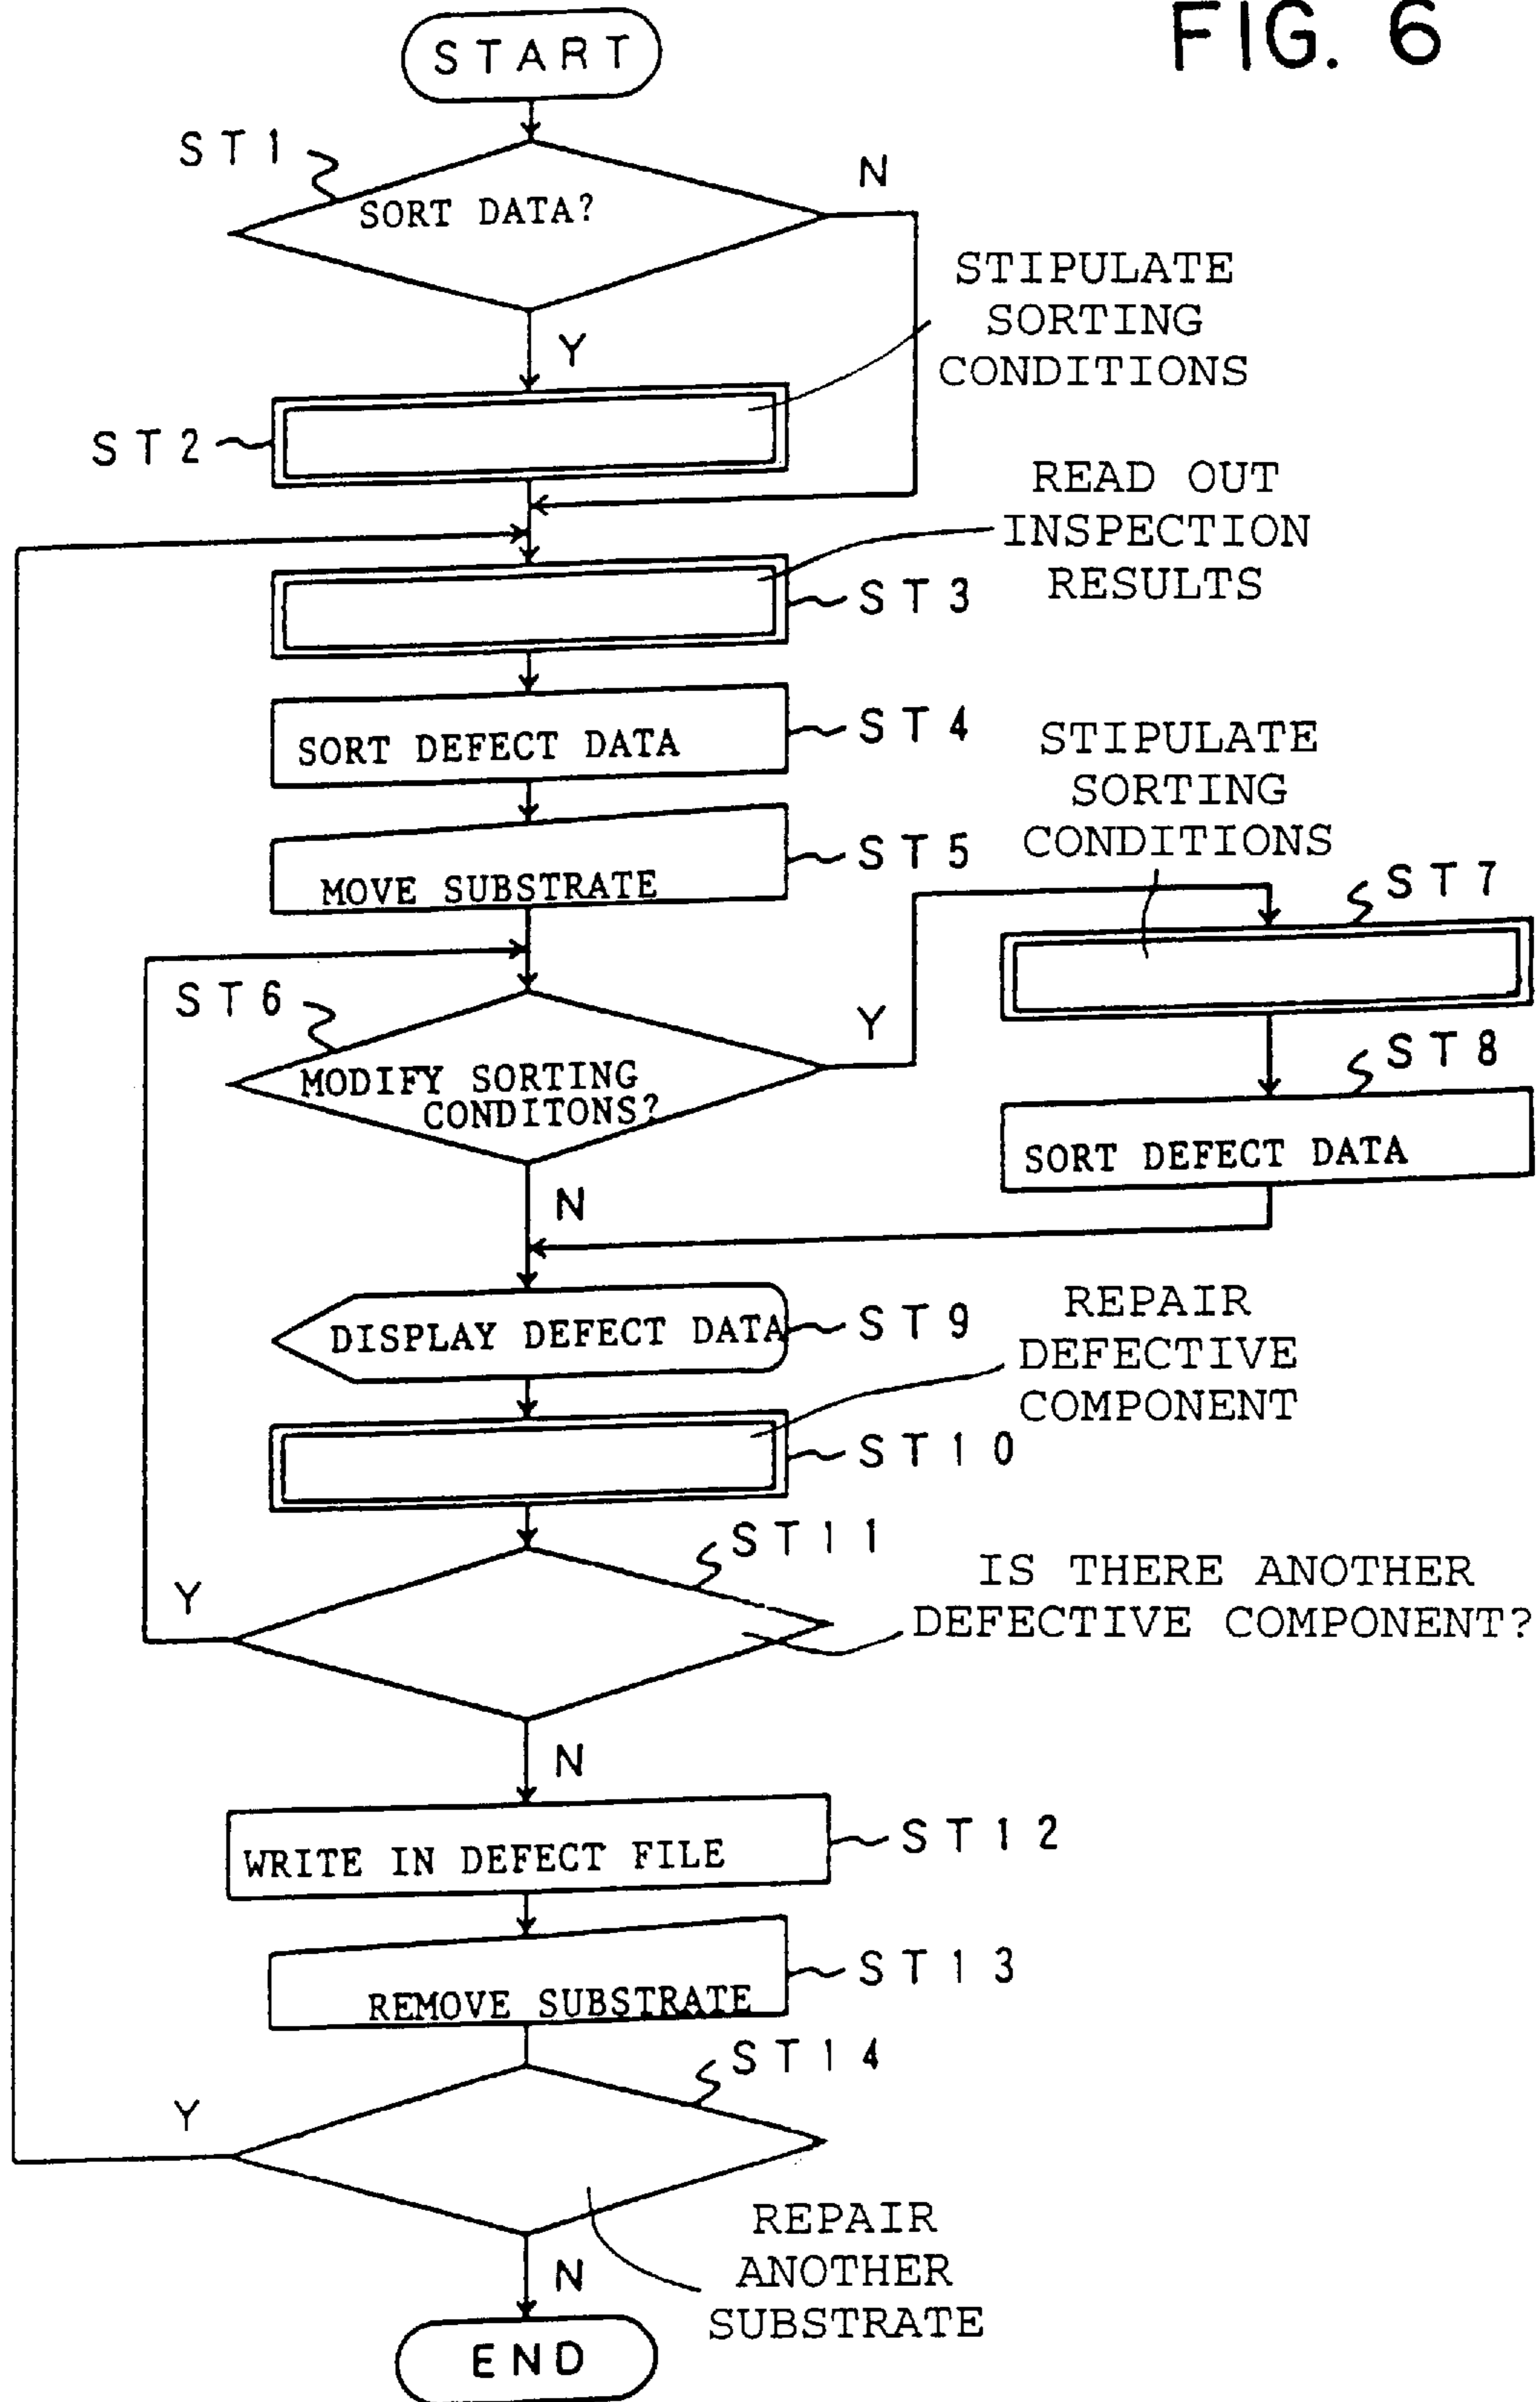 FIG. 6
START
ST1
SORT DATA?
N
STIPULATE
SORTING
CONDITIONS
Y
ST2
READ OUT
INSPECTION
RESULTS
ST3
SORT DEFECT DATA
ST4
STIPULATE
SORTING
CONDITIONS
MOVE SUBSTRATE
ST5
ST7
ST6
MODIFY SORTING
CONDITONS?
Y
ST8
SORT DEFECT DATA
N
DISPLAY DEFECT DATA
ST9
REPAIR
DEFECTIVE
COMPONENT
ST10
ST11
IS THERE ANOTHER
DEFECTIVE COMPONENT?
Y
N
WRITE IN DEFECT FILE
ST12
REMOVE SUBSTRATE
ST13
ST14
Y
REPAIR
ANOTHER
SUBSTRATE
N
END